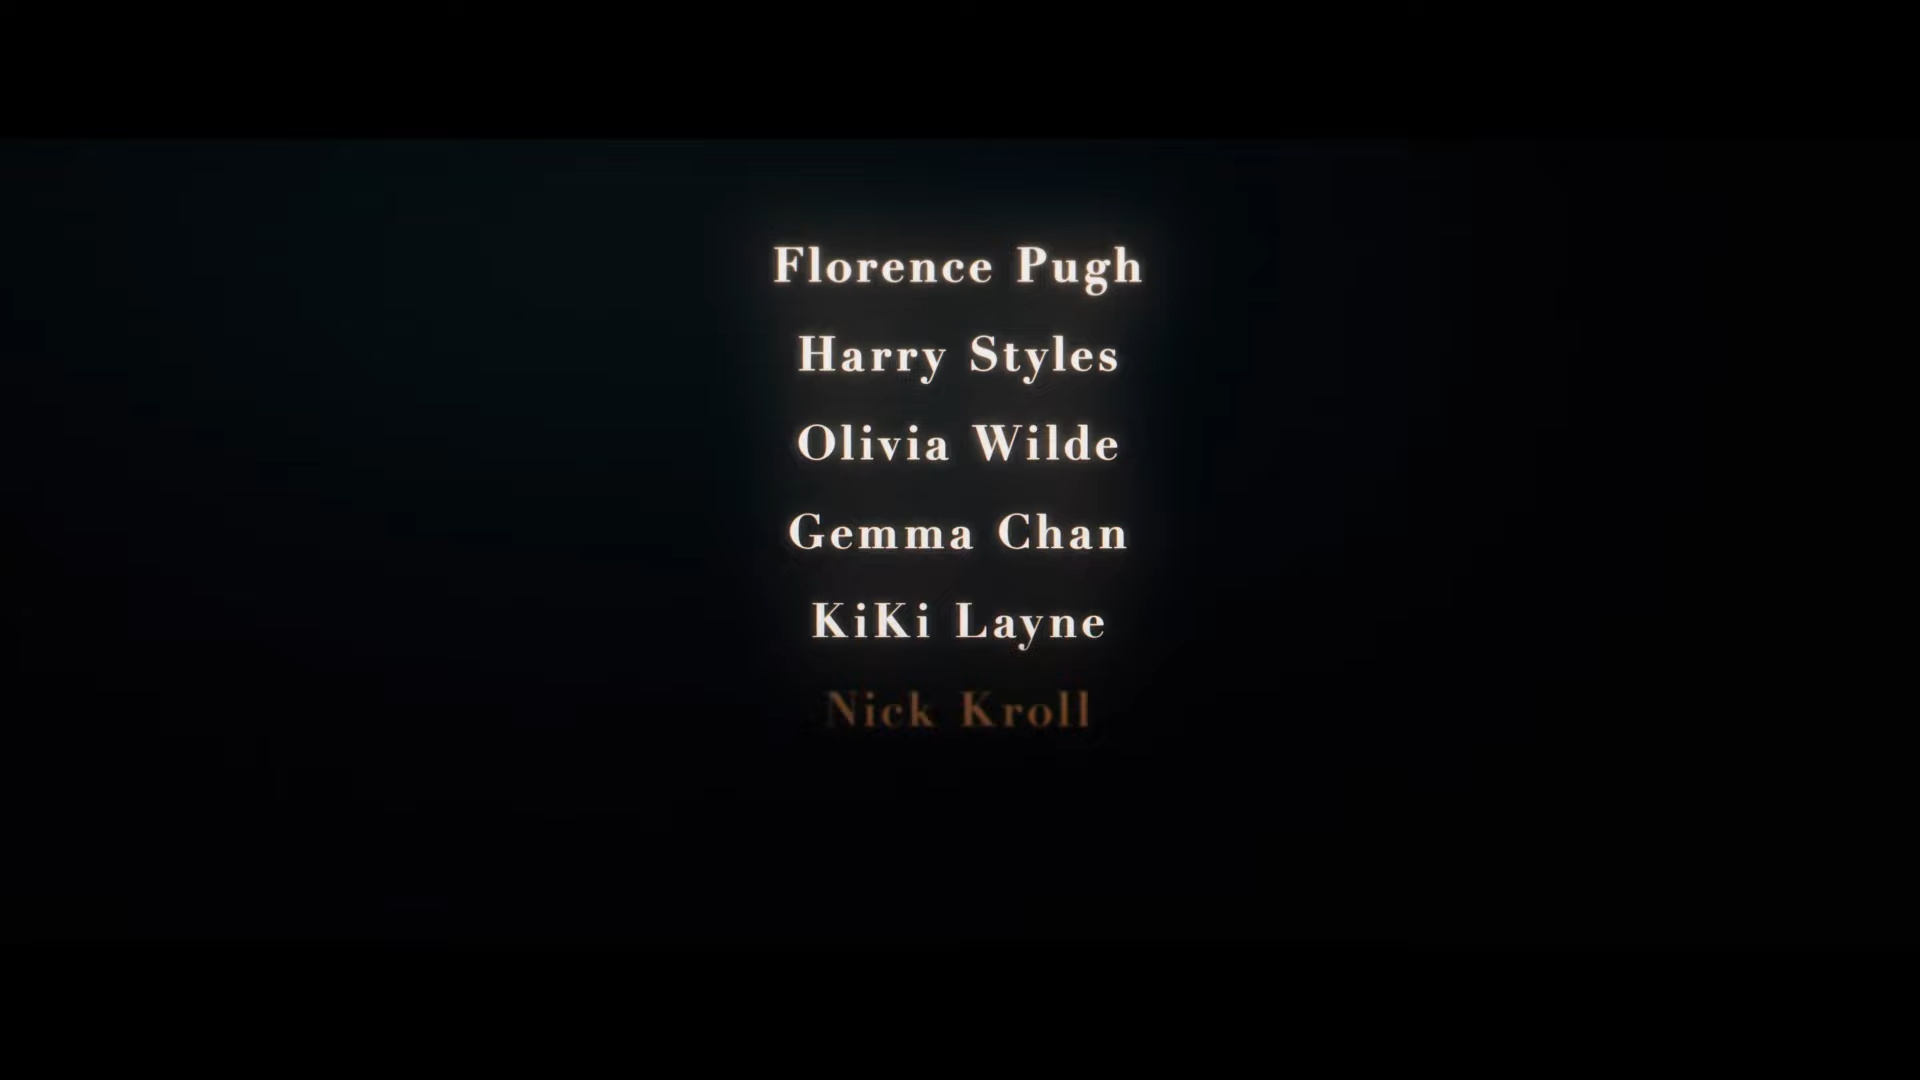 Florence Pugh
Harry Styles
Olivia Wilde
Gemma Chan
KiKi Layne
Nick Kroll